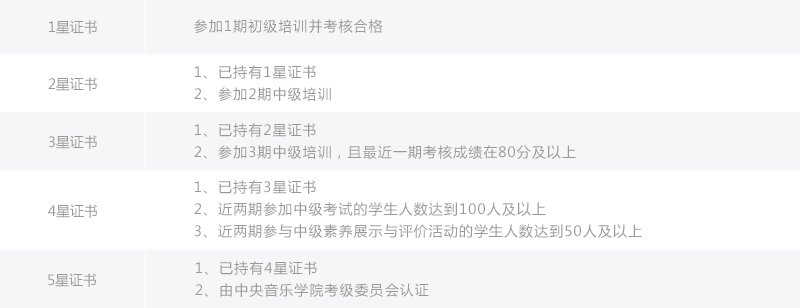 1星证书
参加1期初级培训并考核合格
2星证书
1、已持有1星证书
2、参加2期中级培训
3星证书
1、已持有2星证书
2、参加3期中级培训，且最近一期考核成绩在80分及以上
4星证书
1、已持有3星证书
2、近两期参加中级考试的学生人数达到100人及以上
3、近两期参与中级素养展示与评价活动的学生人数达到50人及以上
5星证书
1、已持有4星证书
2、由中央音乐学院考级委员会认证